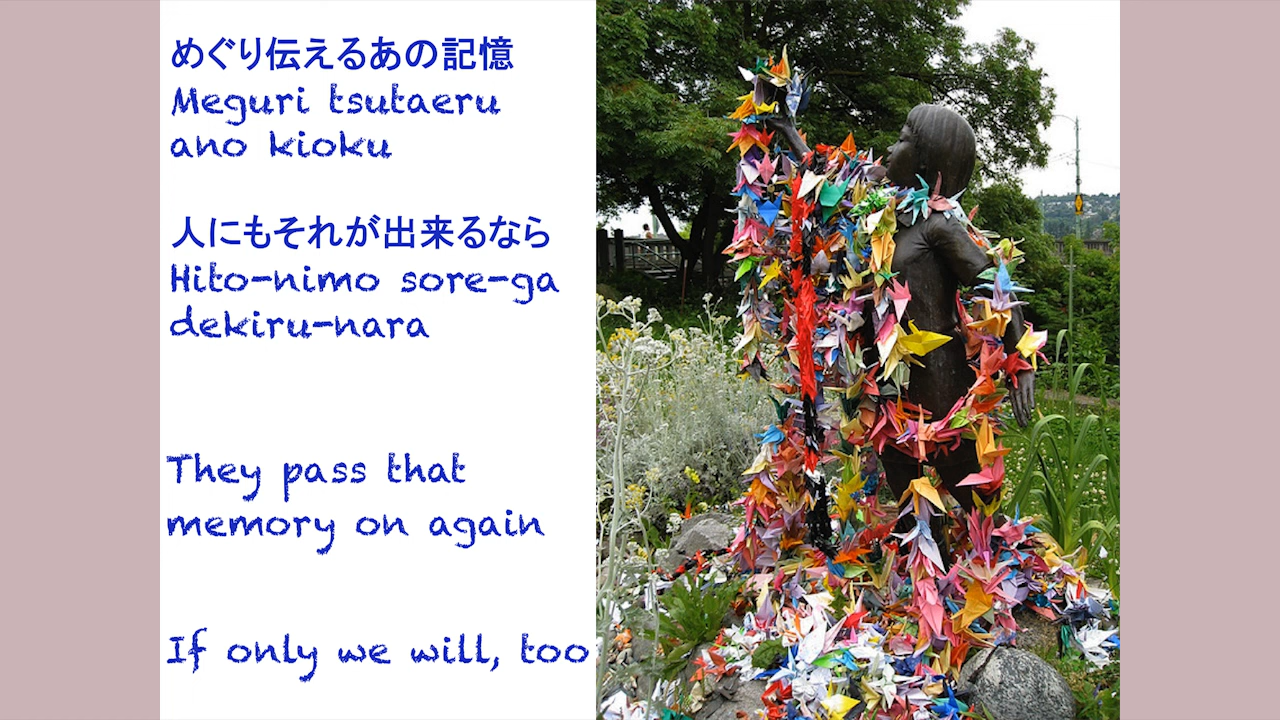 めぐり伝えるあの記憶
Meguri tsutaeru
ano kioku
人にもそれが出来るなら
Hito-nimo sore-ga
dekiru-nara
They pass that
memory on again
If only we will, too